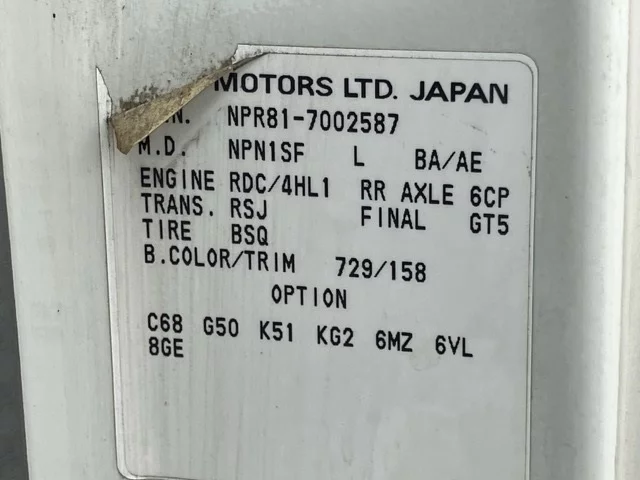 MOTORS LTD. JAPAN
N. NPR81-7002587
M.D. NPN1SF L BA/AE
ENGINE RDC/4HL1 RR AXLE 6CP
TRANS. RSJ FINAL GT5
TIRE BSQ
B.COLOR/TRIM 729/158
OPTION
C68 G50 K51 KG2 6MZ 6VL
8GE